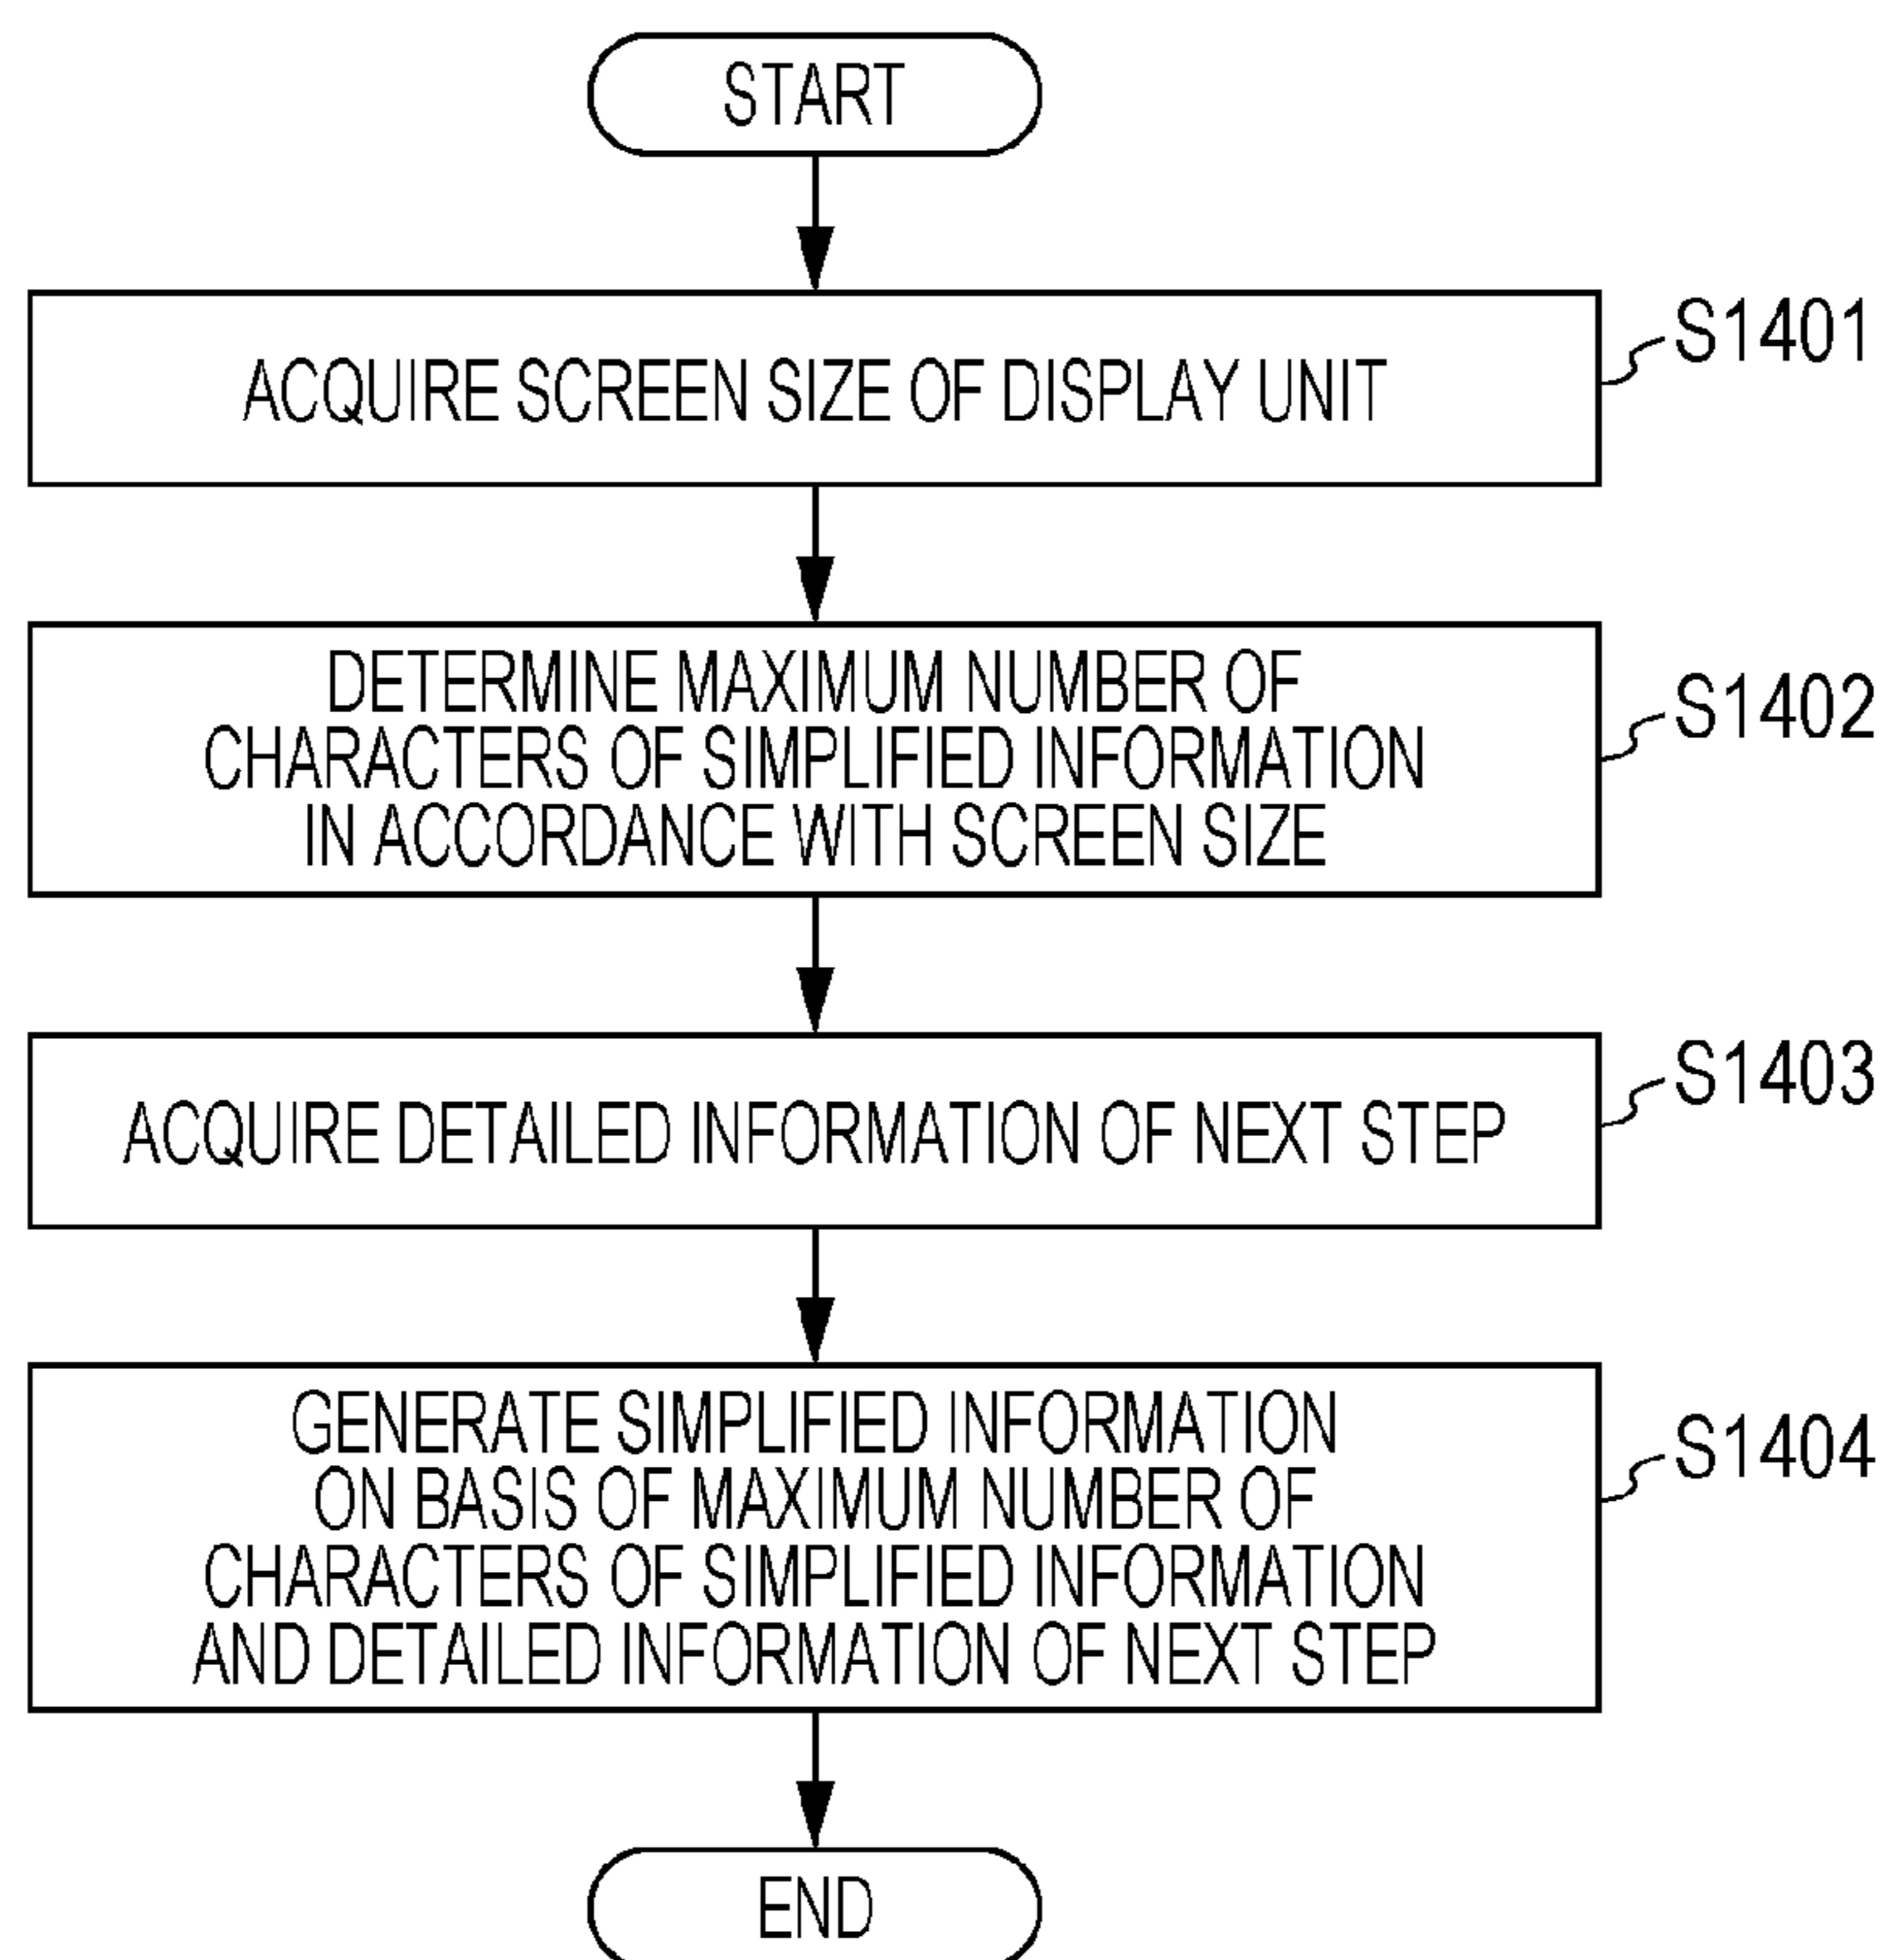 START
S1401
ACQUIRE SCREEN SIZE OF DISPLAY UNIT
S1402
DETERMINE MAXIMUM NUMBER OF
CHARACTERS OF SIMPLIFIED INFORMATION
IN ACCORDANCE WITH SCREEN SIZE
S1403
ACQUIRE DETAILED INFORMATION OF NEXT STEP
S1404
GENERATE SIMPLIFIED INFORMATION
ON BASIS OF MAXIMUM NUMBER OF
CHARACTERS OF SIMPLIFIED INFORMATION
AND DETAILED INFORMATION OF NEXT STEP
END